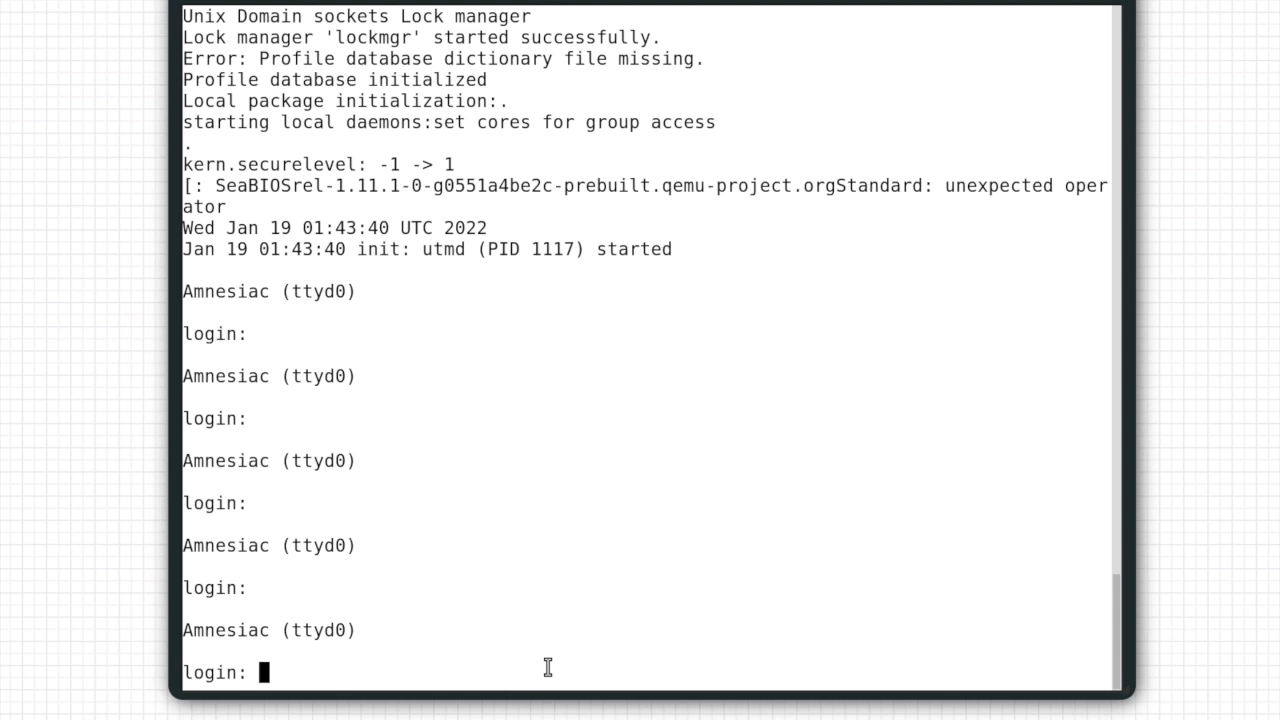 Unix Domain sockets Lock manager
Lock manager 'lockmgr' started successfully.
Error: Profile database dictionary file missing.
Profile database initialized
Local package initialization:.
starting local daemons:set cores for group access
.
kern.securelevel: -1 -> 1
[: SeaBIOSrel-1.11.1-0-g0551a4be2c-prebuilt.qemu-project.orgStandard: unexpected oper
ator
Wed Jan 19 01:43:40 UTC 2022
Jan 19 01:43:40 init: utmd (PID 1117) started
Amnesiac (ttyd0)
login:
Amnesiac (ttyd0)
login:
Amnesiac (ttyd0)
login:
Amnesiac (ttyd0)
login:
Amnesiac (ttyd0)
login: